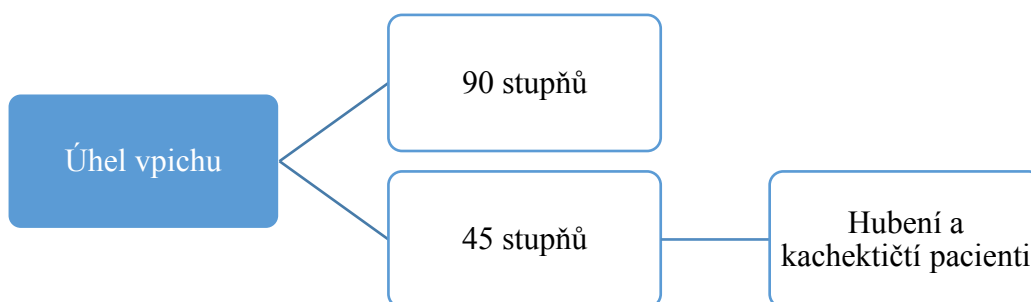 Úhel vpichu
90 stupňů
45 stupňů
Hubení a
kachektičtí pacienti